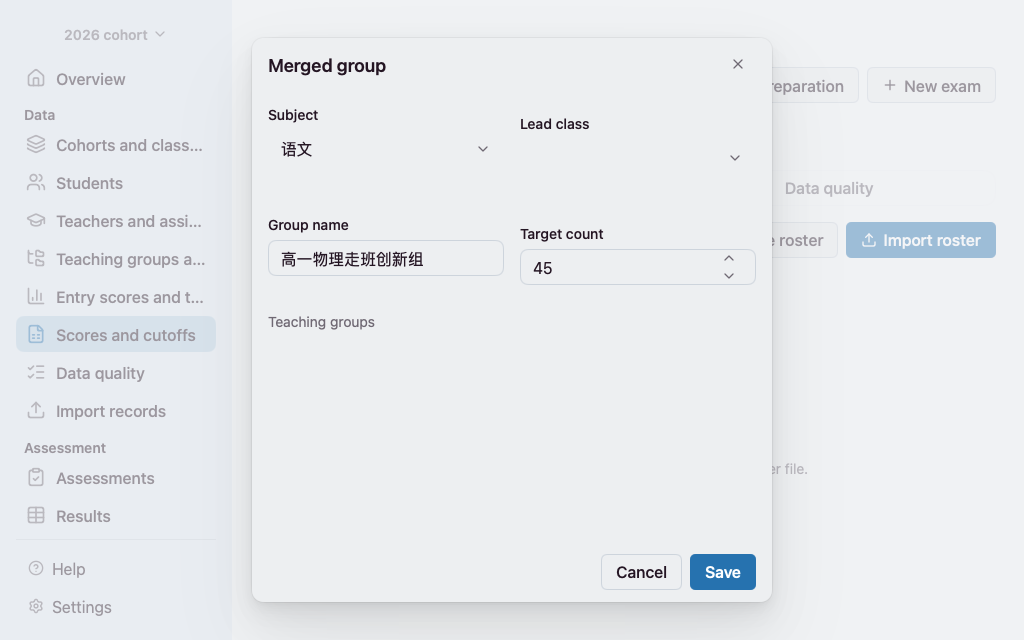 2026 cohort
Overview
Data
Cohorts and class...
Students
Teachers and assi...
Teaching groups a...
Entry scores and t...
Scores and cutoffs
Data quality
Import records
Assessment
Assessments
Results
Help
Settings
Merged group
Subject
语文
Lead class
Group name
高一物理走班创新组
Target count
45
Teaching groups
Cancel
Save
reparation
New exam
Data quality
e roster
Import roster
er file.